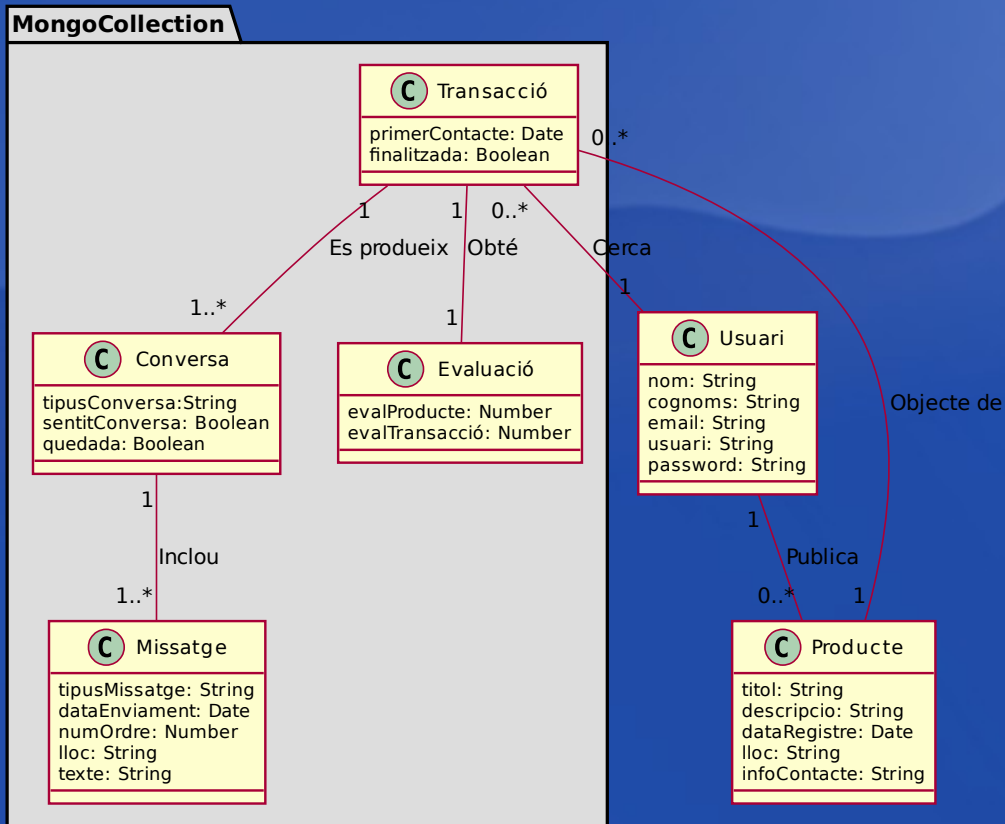 MongoCollection
C Transacció
primerContacte: Date
finalitzada: Boolean
0..*
1
1
0..*
Es produeix
Obté
Cerca
1
1..*
1
C Conversa
tipusConversa:String
sentitConversa: Boolean
quedada: Boolean
C Evaluació
evalProducte: Number
evalTransacció: Number
C Usuari
nom: String
cognoms: String
email: String
usuari: String
password: String
Objecte de
1
Inclou
1..*
1
Publica
0..*
1
C Missatge
tipusMissatge: String
dataEnviament: Date
numOrdre: Number
lloc: String
texte: String
C Producte
titol: String
descripcio: String
dataRegistre: Date
lloc: String
infoContacte: String